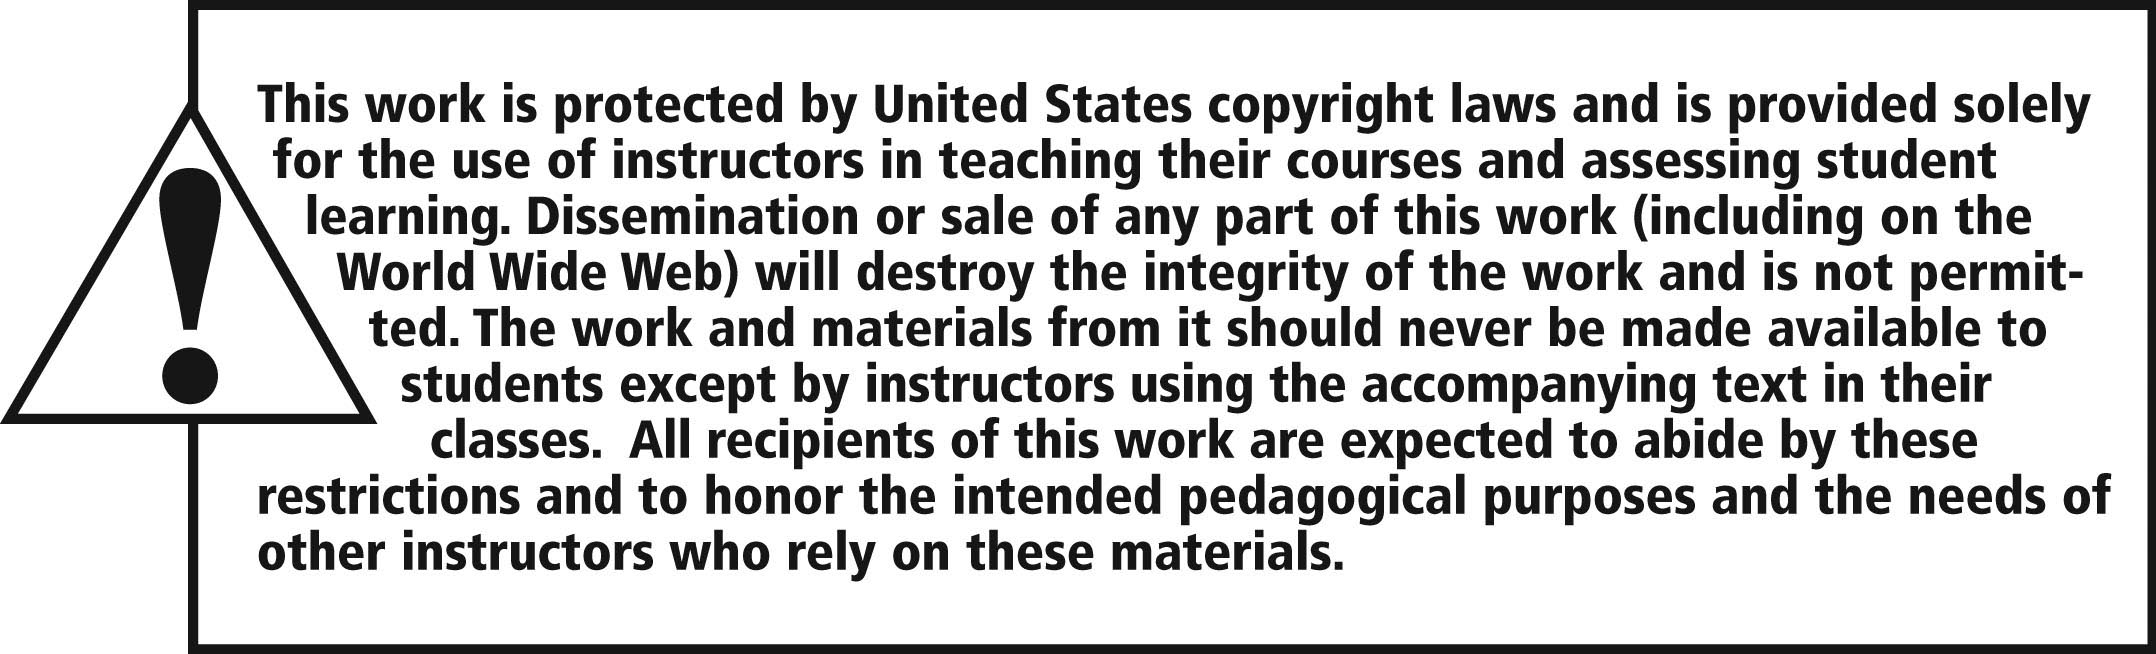 This work is protected by United States copyright laws and is provided solely
for the use of instructors in teaching their courses and assessing student
learning. Dissemination or sale of any part of this work (including on the
World Wide Web) will destroy the integrity of the work and is not permit-
ted. The work and materials from it should never be made available to
students except by instructors using the accompanying text in their
classes.  All recipients of this work are expected to abide by these
restrictions and to honor the intended pedagogical purposes and the needs of
other instructors who rely on these materials.